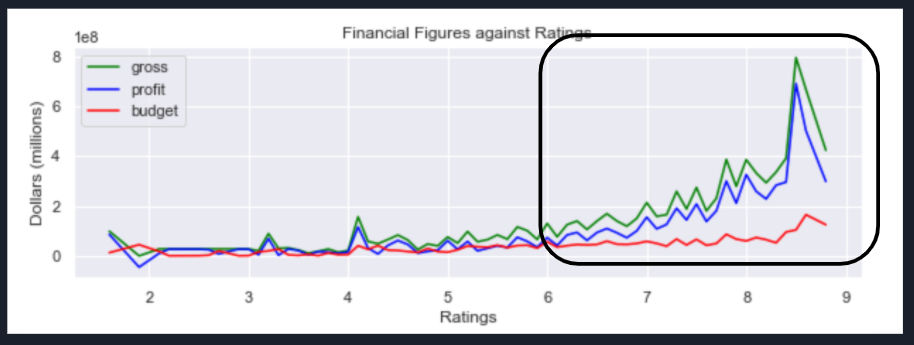 Financial Figures against Ratings
1e8
8
6
4
2
0
Dollars (millions)
gross
profit
budget
2 3 4 5 6 7 8 9
Ratings